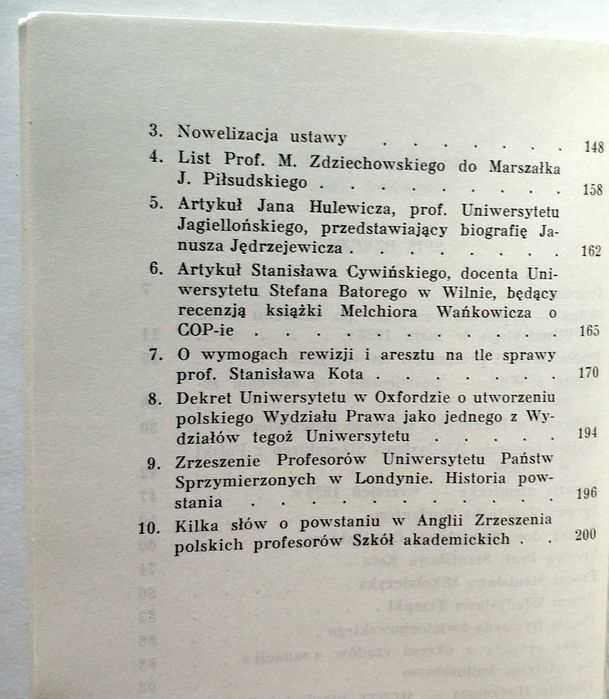 3. Nowelizacja ustawy . . . . . . . 148
4. List Prof. M. Zdziechowskiego do Marszałka
J. Piłsudskiego . . . . . . . . . 158
5. Artykuł Jana Hulewicza, prof. Uniwersytetu
Jagiellońskiego, przedstawiający biografię Ja-
nusza Jędrzejewicza . . . . . . . . 162
6. Artykuł Stanisława Cywińskiego, docenta Uni-
wersytetu Stefana Batorego w Wilnie, będący
recenzją książki Melchiora Wańkowicza o
COP-ie . . . . . . . . . . . 165
7. O wymogach rewizji i aresztu na tle sprawy
prof. Stanisława Kota . . . . . . . 170
8. Dekret Uniwersytetu w Oxfordzie o utworzeniu
polskiego Wydziału Prawa jako jednego z Wy-
działów tegoż Uniwersytetu . . . . . 194
9. Zrzeszenie Profesorów Uniwersytetu Państw
Sprzymierzonych w Londynie. Historia pow-
stania . . . . . . . . . . . 196
10. Kilka słów o powstaniu w Anglii Zrzeszenia
polskich profesorów Szkół akademickich . . 200